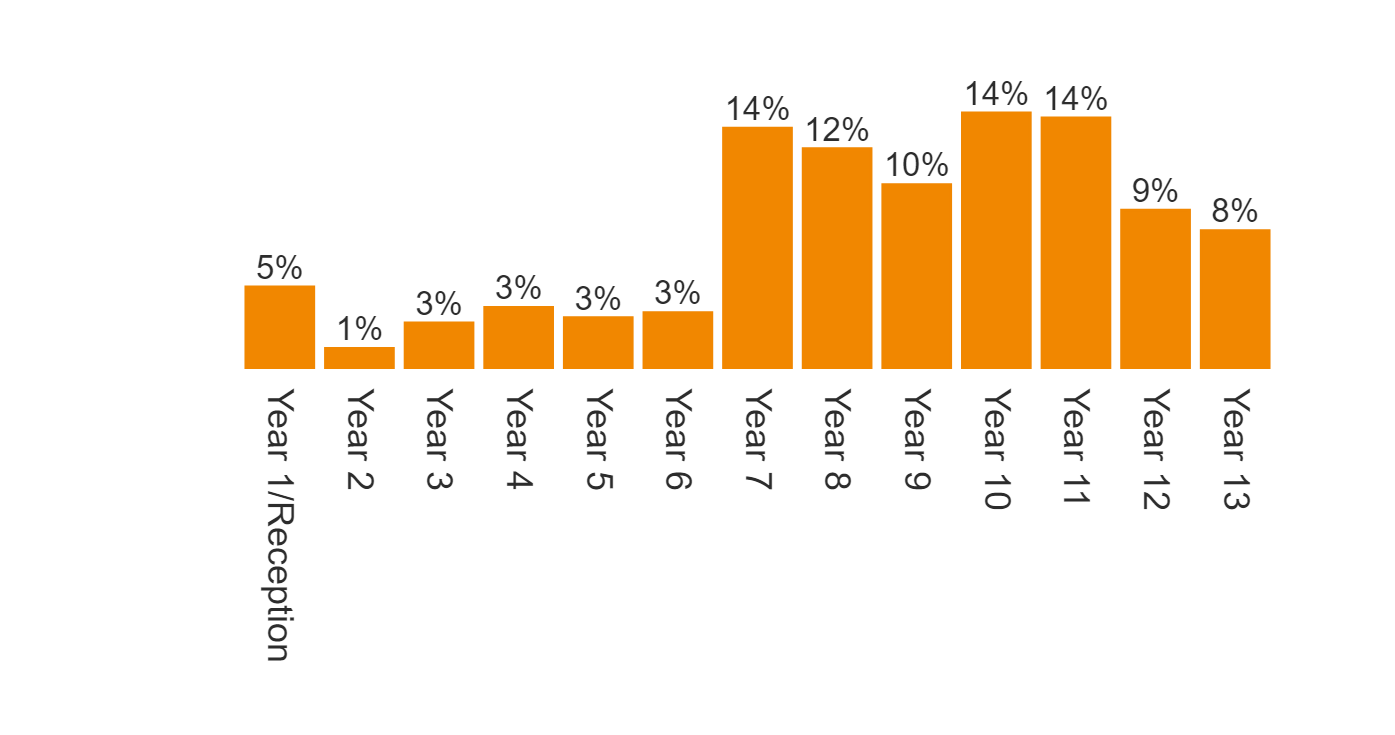 5%
1%
3%
3%
3%
3%
14%
12%
10%
14%
14%
9%
8%
Year 1/Reception
Year 2
Year 3
Year 4
Year 5
Year 6
Year 7
Year 8
Year 9
Year 10
Year 11
Year 12
Year 13